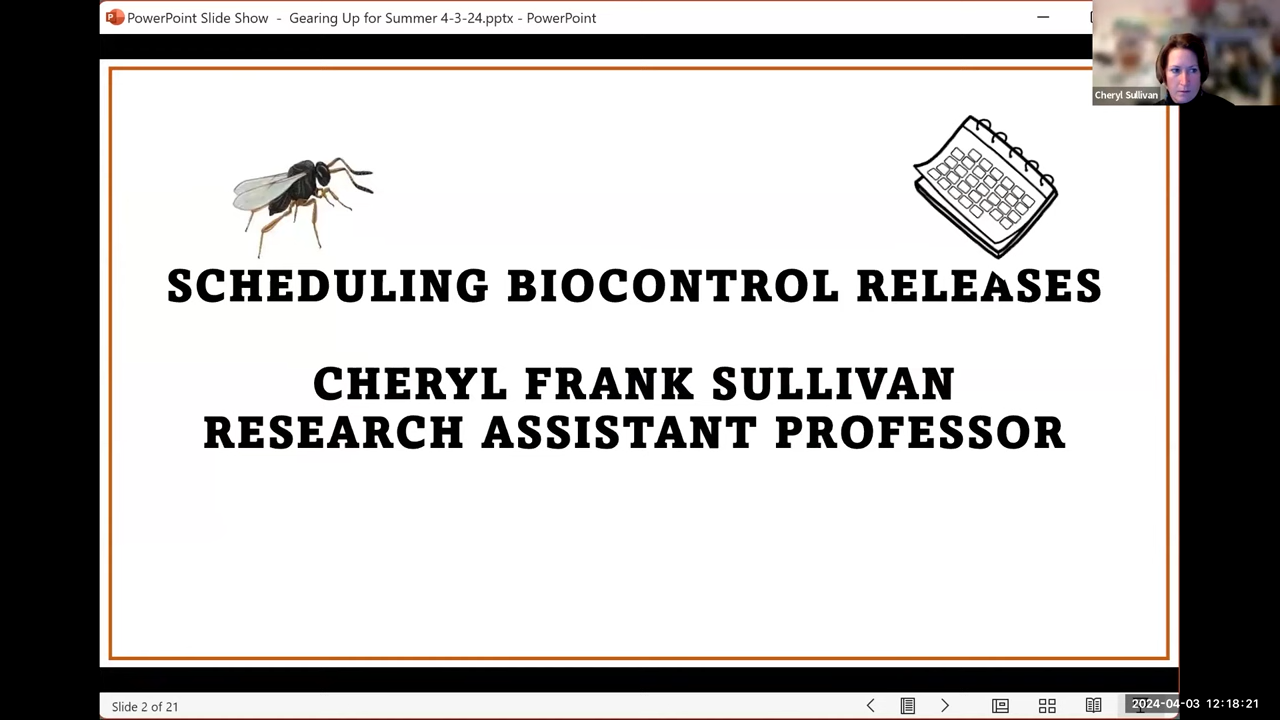 PowerPoint Slide Show - Gearing Up for Summer 4-3-24.pptx - PowerPoint
Cheryl Sullivan
SCHEDULING BIOCONTROL RELEASES
CHERYL FRANK SULLIVAN
RESEARCH ASSISTANT PROFESSOR
Slide 2 of 21
2024-04-03 12:18:21